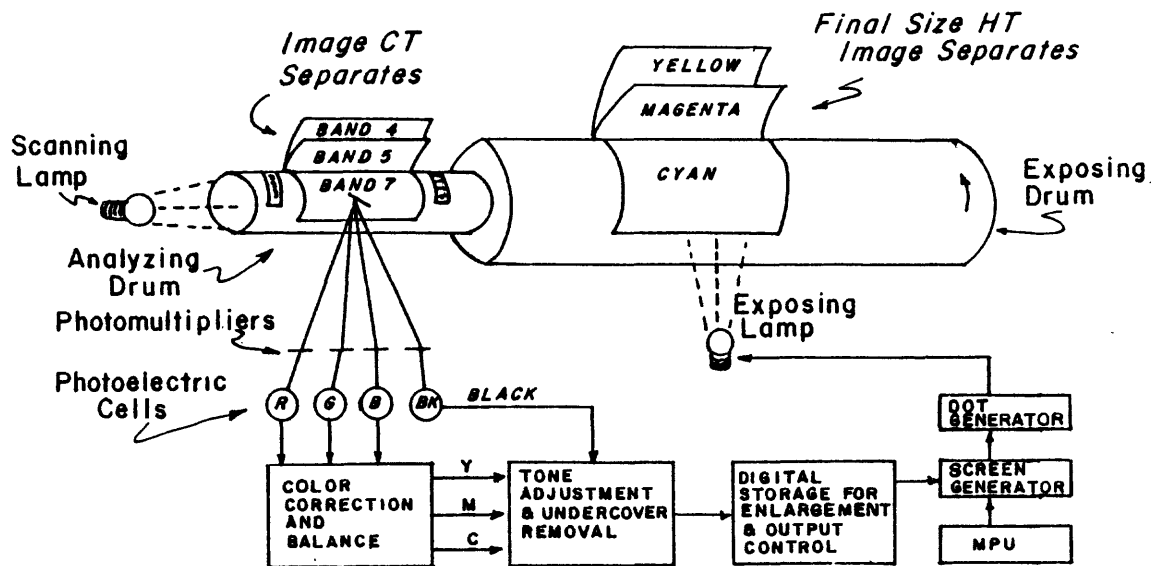 Image CT
Separates
Final Size HT
Image Separates
YELLOW
MAGENTA
CYAN
BAND 4
BAND 5
BAND 7
Scanning
Lamp
Exposing
Drum
Analyzing
Drum
Photomultipliers
Exposing
Lamp
Photoelectric
Cells
R
G
B
BK
BLACK
DOT
GENERATOR
COLOR
CORRECTION
AND
BALANCE
Y
M
C
TONE
ADJUSTMENT
& UNDERCOVER
REMOVAL
DIGITAL
STORAGE FOR
ENLARGEMENT
& OUTPUT
CONTROL
SCREEN
GENERATOR
MPU